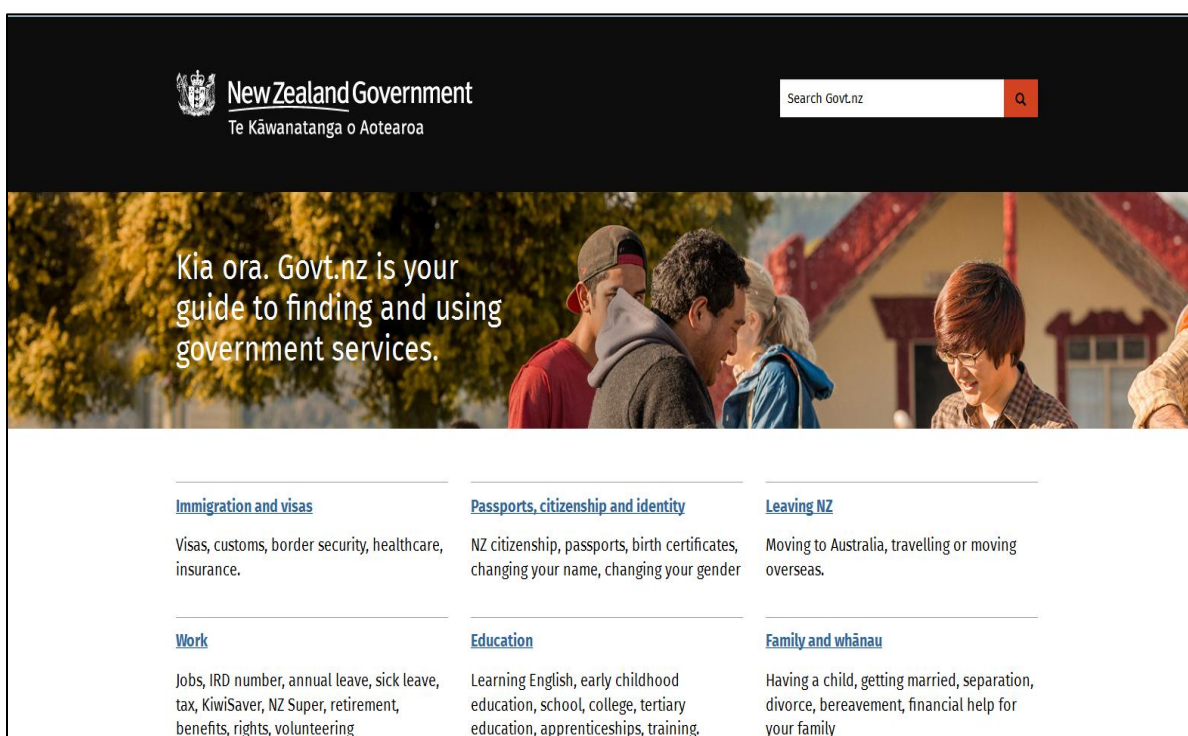 New Zealand Government
Te Kāwanatanga o Aotearoa
Search Govt.nz
Kia ora. Govt.nz is your
guide to finding and using
government services.
Immigration and visas
Visas, customs, border security, healthcare,
insurance.
Passports, citizenship and identity
NZ citizenship, passports, birth certificates,
changing your name, changing your gender
Leaving NZ
Moving to Australia, travelling or moving
overseas.
Work
Jobs, IRD number, annual leave, sick leave,
tax, KiwiSaver, NZ Super, retirement,
benefits, rights, volunteering
Education
Learning English, early childhood
education, school, college, tertiary
education, apprenticeships, training.
Family and whānau
Having a child, getting married, separation,
divorce, bereavement, financial help for
your family